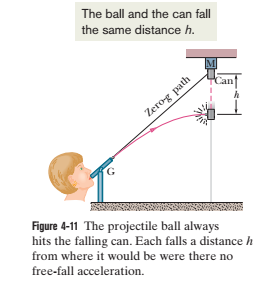 The ball and the can fall
the same distance h.
M
Can
h
Zero-g path
G
Figure 4-11 The projectile ball always
hits the falling can. Each falls a distance h
from where it would be were there no
free-fall acceleration.